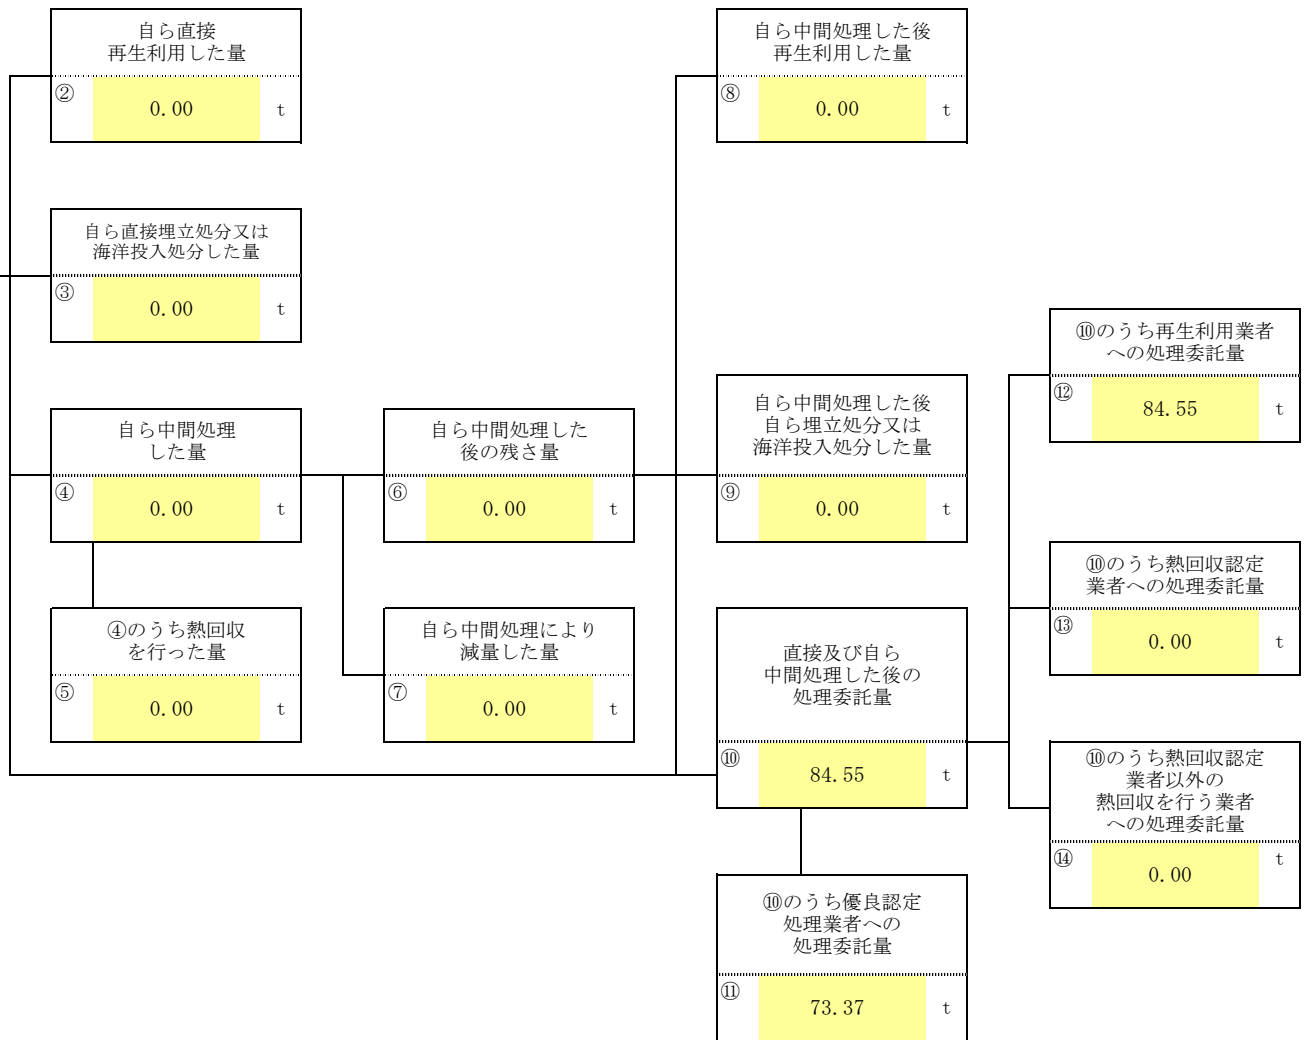 自ら直接
再生利用した量
② 0.00 t
自ら直接埋立処分又は
海洋投入処分した量
③ 0.00 t
自ら中間処理
した量
④ 0.00 t
④のうち熱回収
を行った量
⑤ 0.00 t
自ら中間処理した
後の残さ量
⑥ 0.00 t
自ら中間処理により
減量した量
⑦ 0.00 t
自ら中間処理した後
再生利用した量
⑧ 0.00 t
自ら中間処理した後
自ら埋立処分又は
海洋投入処分した量
⑨ 0.00 t
直接及び自ら
中間処理した後の
処理委託量
⑩ 84.55 t
⑩のうち優良認定
処理業者への
処理委託量
⑪ 73.37 t
⑩のうち再生利用業者
への処理委託量
⑫ 84.55 t
⑩のうち熱回収認定
業者への処理委託量
⑬ 0.00 t
⑩のうち熱回収認定
業者以外の
熱回収を行う業者
への処理委託量
⑭ 0.00 t